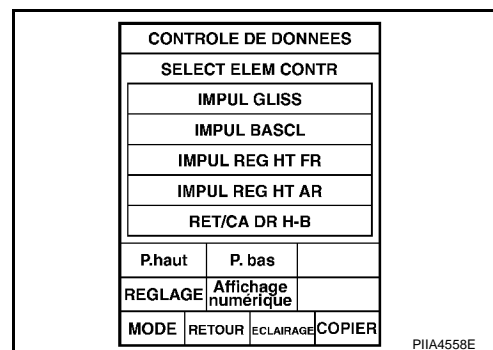 CONTROLE DE DONNEES
SELECT ELEM CONTR
IMPUL GLISS
IMPUL BASCL
IMPUL REG HT FR
IMPUL REG HT AR
RET/CA DR H-B
P.haut P. bas
REGLAGE Affichage numérique
MODE RETOUR ECLAIRAGE COPIER
PIIA4558E